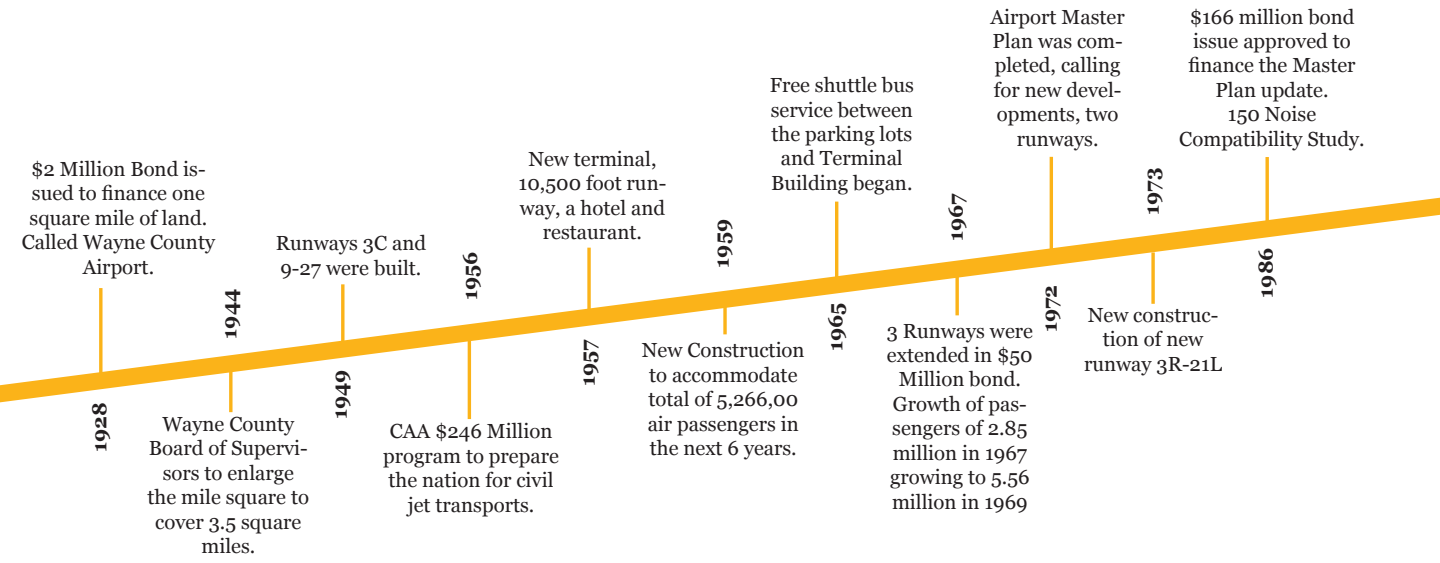 $2 Million Bond is-
sued to finance one
square mile of land.
Called Wayne County
Airport.
1928
1944
Wayne County
Board of Supervi-
sors to enlarge
the mile square to
cover 3.5 square
miles.
Runways 3C and
9-27 were built.
1949
1956
CAA $246 Million
program to prepare
the nation for civil
jet transports.
New terminal,
10,500 foot run-
way, a hotel and
restaurant.
1957
1959
New Construction
to accommodate
total of 5,266,00
air passengers in
the next 6 years.
Free shuttle bus
service between
the parking lots
and Terminal
Building began.
1965
1967
3 Runways were
extended in $50
Million bond.
Growth of pas-
sengers of 2.85
million in 1967
growing to 5.56
million in 1969
Airport Master
Plan was com-
pleted, calling
for new devel-
opments, two
runways.
1972
1973
New construc-
tion of new
runway 3R-21L
$166 million bond
issue approved to
finance the Master
Plan update.
150 Noise
Compatibility Study.
1986